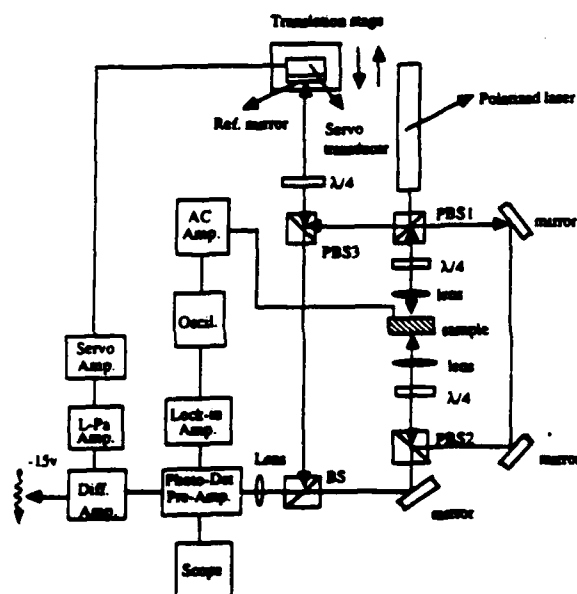 Translation stage
Polarized laser
Ref. mirror
Servo
transducer
λ/4
AC
Amp.
PBS1
mirror
PBS3
λ/4
lens
Oscil.
sample
Servo
Amp.
lens
λ/4
L-Pa
Amp.
Lock-in
Amp.
PBS2
-15v
Diff.
Amp.
Photo-Det
Pre-Amp.
Lens
BS
mirror
mirror
Scope